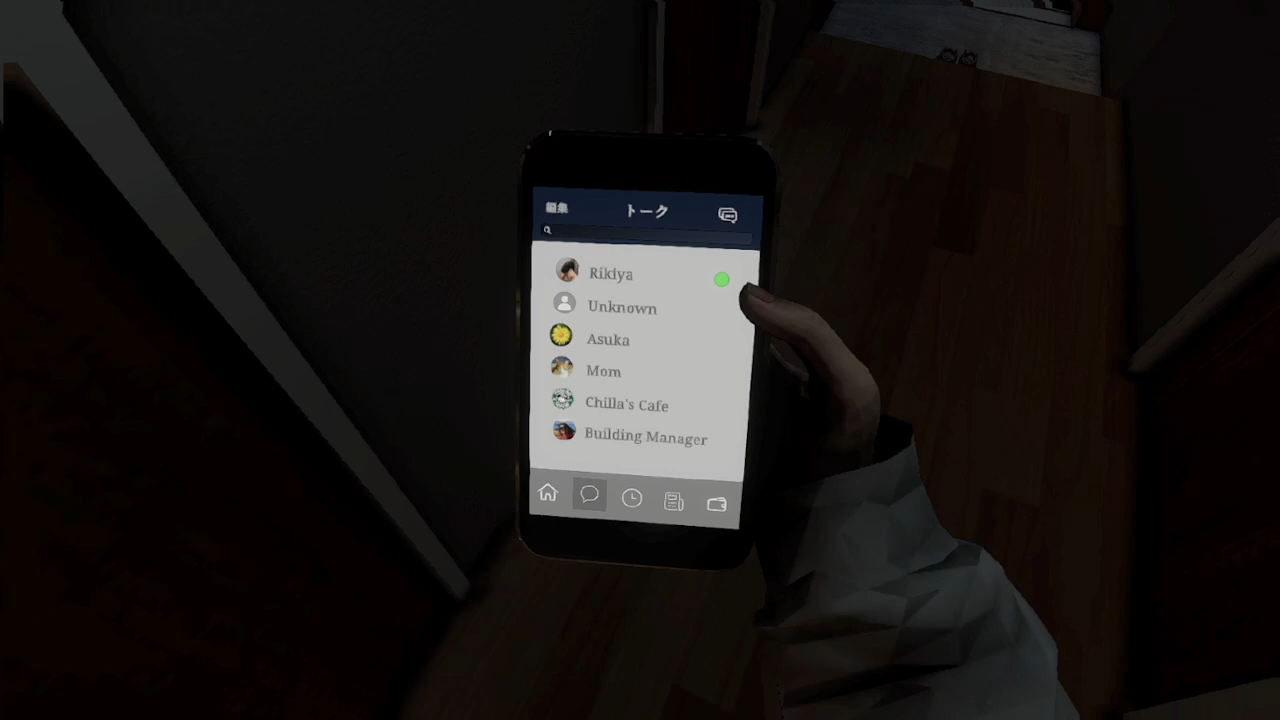 編集
トーク
Rikiya
Unknown
Asuka
Mom
Chilla's Cafe
Building Manager